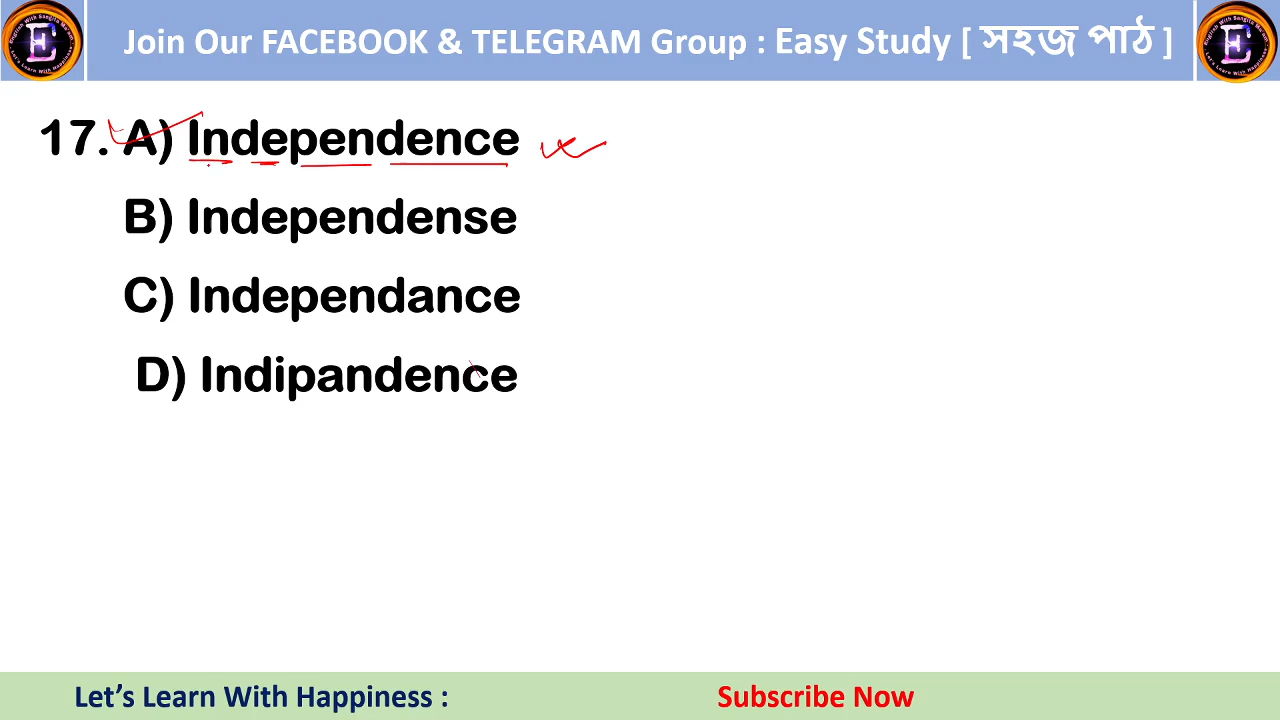 Join Our FACEBOOK & TELEGRAM Group : Easy Study [ সহজ পাঠ ]
17. A) Independence
B) Independense
C) Independance
D) Indipandence
Let’s Learn With Happiness :
Subscribe Now